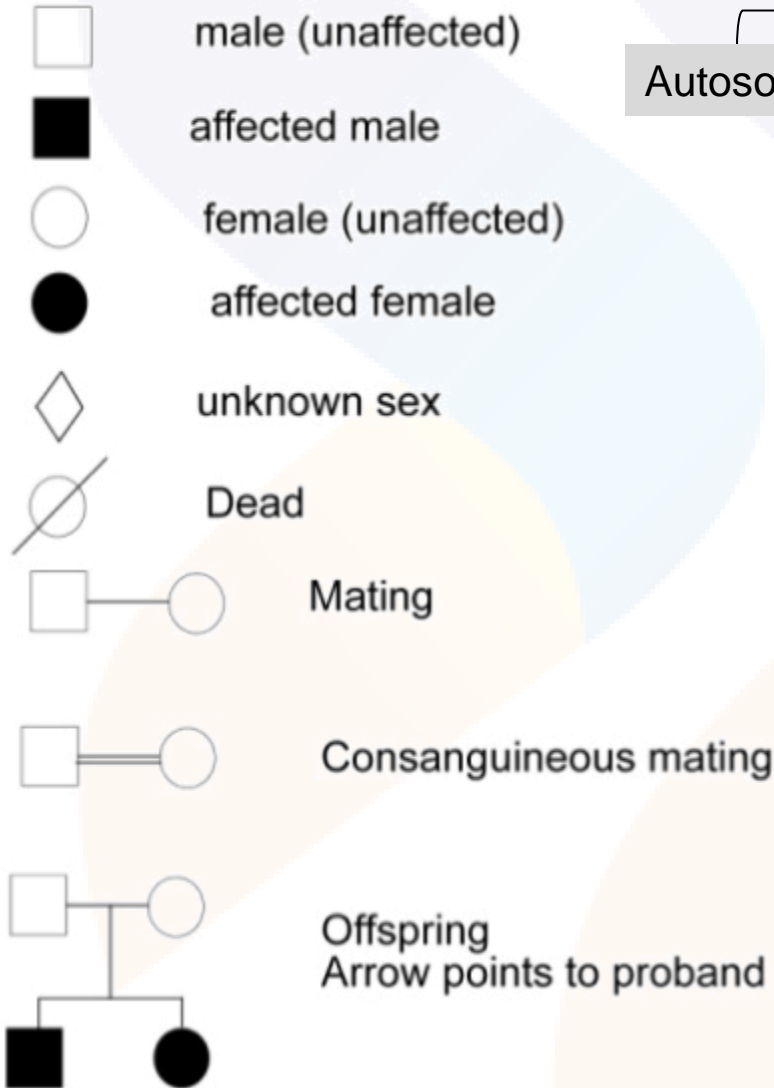 male (unaffected)
Autoso
affected male
female (unaffected)
affected female
unknown sex
Dead
Mating
Consanguineous mating
Offspring
Arrow points to proband